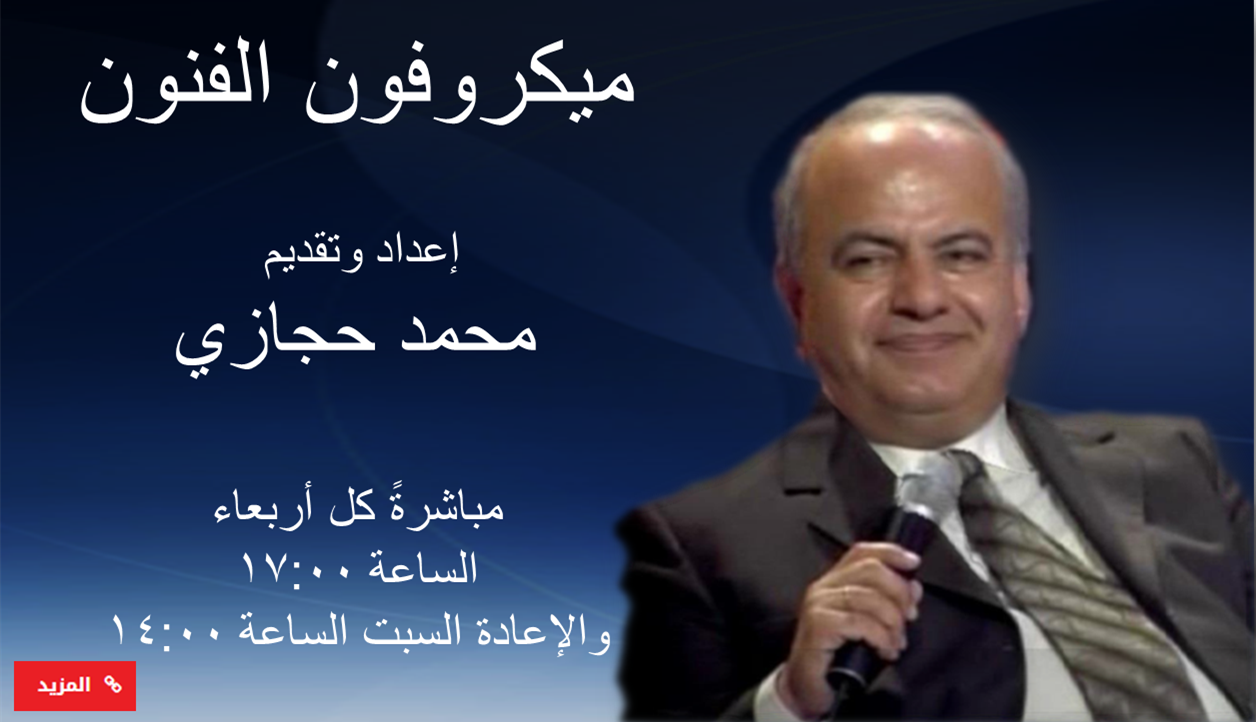 ميكروفون الفنون
إعداد وتقديم
محمد حجازي
مباشرةً كل أربعاء
الساعة ١٧:٠٠
والإعادة السبت الساعة ١٤:٠٠
المزيد